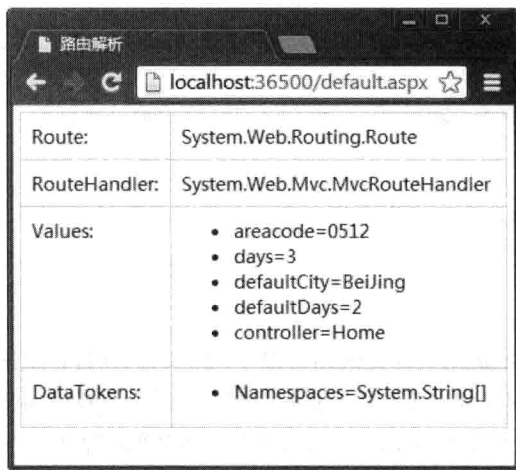 路由解析
localhost:36500/default.aspx
Route: System.Web.Routing.Route
RouteHandler: System.Web.Mvc.MvcRouteHandler
Values:
• areacode=0512
• days=3
• defaultCity=BeiJing
• defaultDays=2
• controller=Home
DataTokens:
• Namespaces=System.String[]